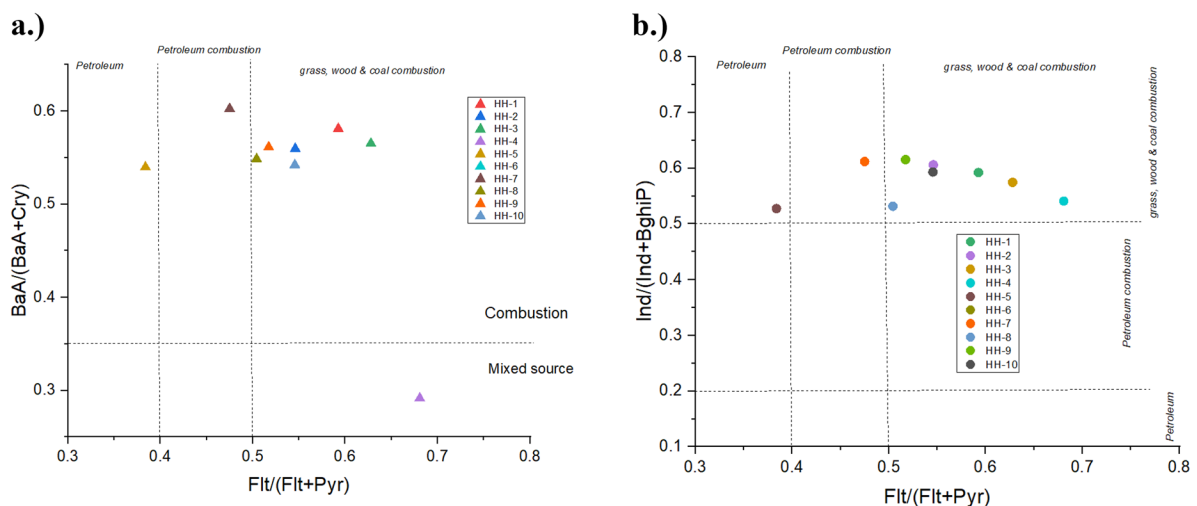 a.)
Petroleum
Petroleum combustion
grass, wood & coal combustion
0.6
0.5
0.4
0.3
BaA/(BaA+Cry)
HH-1
HH-2
HH-3
HH-4
HH-5
HH-6
HH-7
HH-8
HH-9
HH-10
Combustion
Mixed source
0.3
0.4
0.5
0.6
0.7
0.8
Flt/(Flt+Pyr)
b.)
Petroleum
Petroleum combustion
grass, wood & coal combustion
0.8
0.7
0.6
0.5
0.4
0.3
0.2
0.1
Ind/(Ind+BghiP)
HH-1
HH-2
HH-3
HH-4
HH-5
HH-6
HH-7
HH-8
HH-9
HH-10
grass, wood & coal combustion
Petroleum combustion
Petroleum
0.3
0.4
0.5
0.6
0.7
0.8
Flt/(Flt+Pyr)